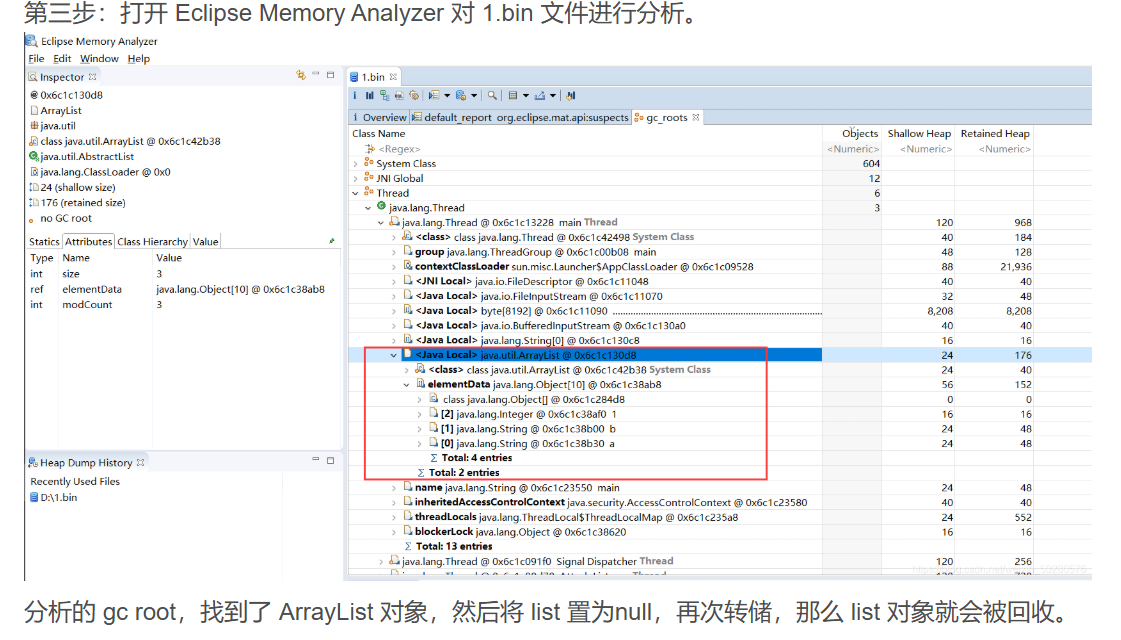 第三步：打开 Eclipse Memory Analyzer 对 1.bin 文件进行分析。
Eclipse Memory Analyzer
File Edit Window Help
Inspector
@0x6c1c130d8
ArrayList
java.util
class java.util.ArrayList @ 0x6c1c42b38
java.util.AbstractList
java.lang.ClassLoader @ 0x0
24 (shallow size)
176 (retained size)
no GC root
Statics Attributes Class Hierarchy Value
Type Name Value
int size 3
ref elementData java.lang.Object[10] @ 0x6c1c38ab8
int modCount 3
Heap Dump History
Recently Used Files
D:\1.bin
1.bin
i Overview default_report org.eclipse.mat.api:suspects gc_roots
Class Name Objects Shallow Heap Retained Heap
<Regex> <Numeric> <Numeric> <Numeric>
System Class 604
JNI Global 12
Thread 6
java.lang.Thread 3
java.lang.Thread @ 0x6c1c13228 main Thread 120 968
<class> class java.lang.Thread @ 0x6c1c42498 System Class 40 184
group java.lang.ThreadGroup @ 0x6c1c00b08 main 48 128
contextClassLoader sun.misc.Launcher$AppClassLoader @ 0x6c1c09528 88 21,936
<JNI Local> java.io.FileDescriptor @ 0x6c1c11048 40 40
<Java Local> java.io.FileInputStream @ 0x6c1c11070 32 48
<Java Local> byte[8192] @ 0x6c1c11090 ........................................................ 8,208 8,208
<Java Local> java.io.BufferedInputStream @ 0x6c1c130a0 40 40
<Java Local> java.lang.String[0] @ 0x6c1c130c8 16 16
<Java Local> java.util.ArrayList @ 0x6c1c130d8 24 176
<class> class java.util.ArrayList @ 0x6c1c42b38 System Class 24 40
elementData java.lang.Object[10] @ 0x6c1c38ab8 56 152
class java.lang.Object[] @ 0x6c1c284d8 0 0
[2] java.lang.Integer @ 0x6c1c38af0 1 16 16
[1] java.lang.String @ 0x6c1c38b00 b 24 48
[0] java.lang.String @ 0x6c1c38b30 a 24 48
Σ Total: 4 entries
Σ Total: 2 entries
name java.lang.String @ 0x6c1c23550 main 24 48
inheritedAccessControlContext java.security.AccessControlContext @ 0x6c1c23580 40 40
threadLocals java.lang.ThreadLocal$ThreadLocalMap @ 0x6c1c235a8 24 552
blockerLock java.lang.Object @ 0x6c1c38620 16 16
Σ Total: 13 entries
java.lang.Thread @ 0x6c1c091f0 Signal Dispatcher Thread 120 256
分析的 gc root，找到了 ArrayList 对象，然后将 list 置为null，再次转储，那么 list 对象就会被回收。